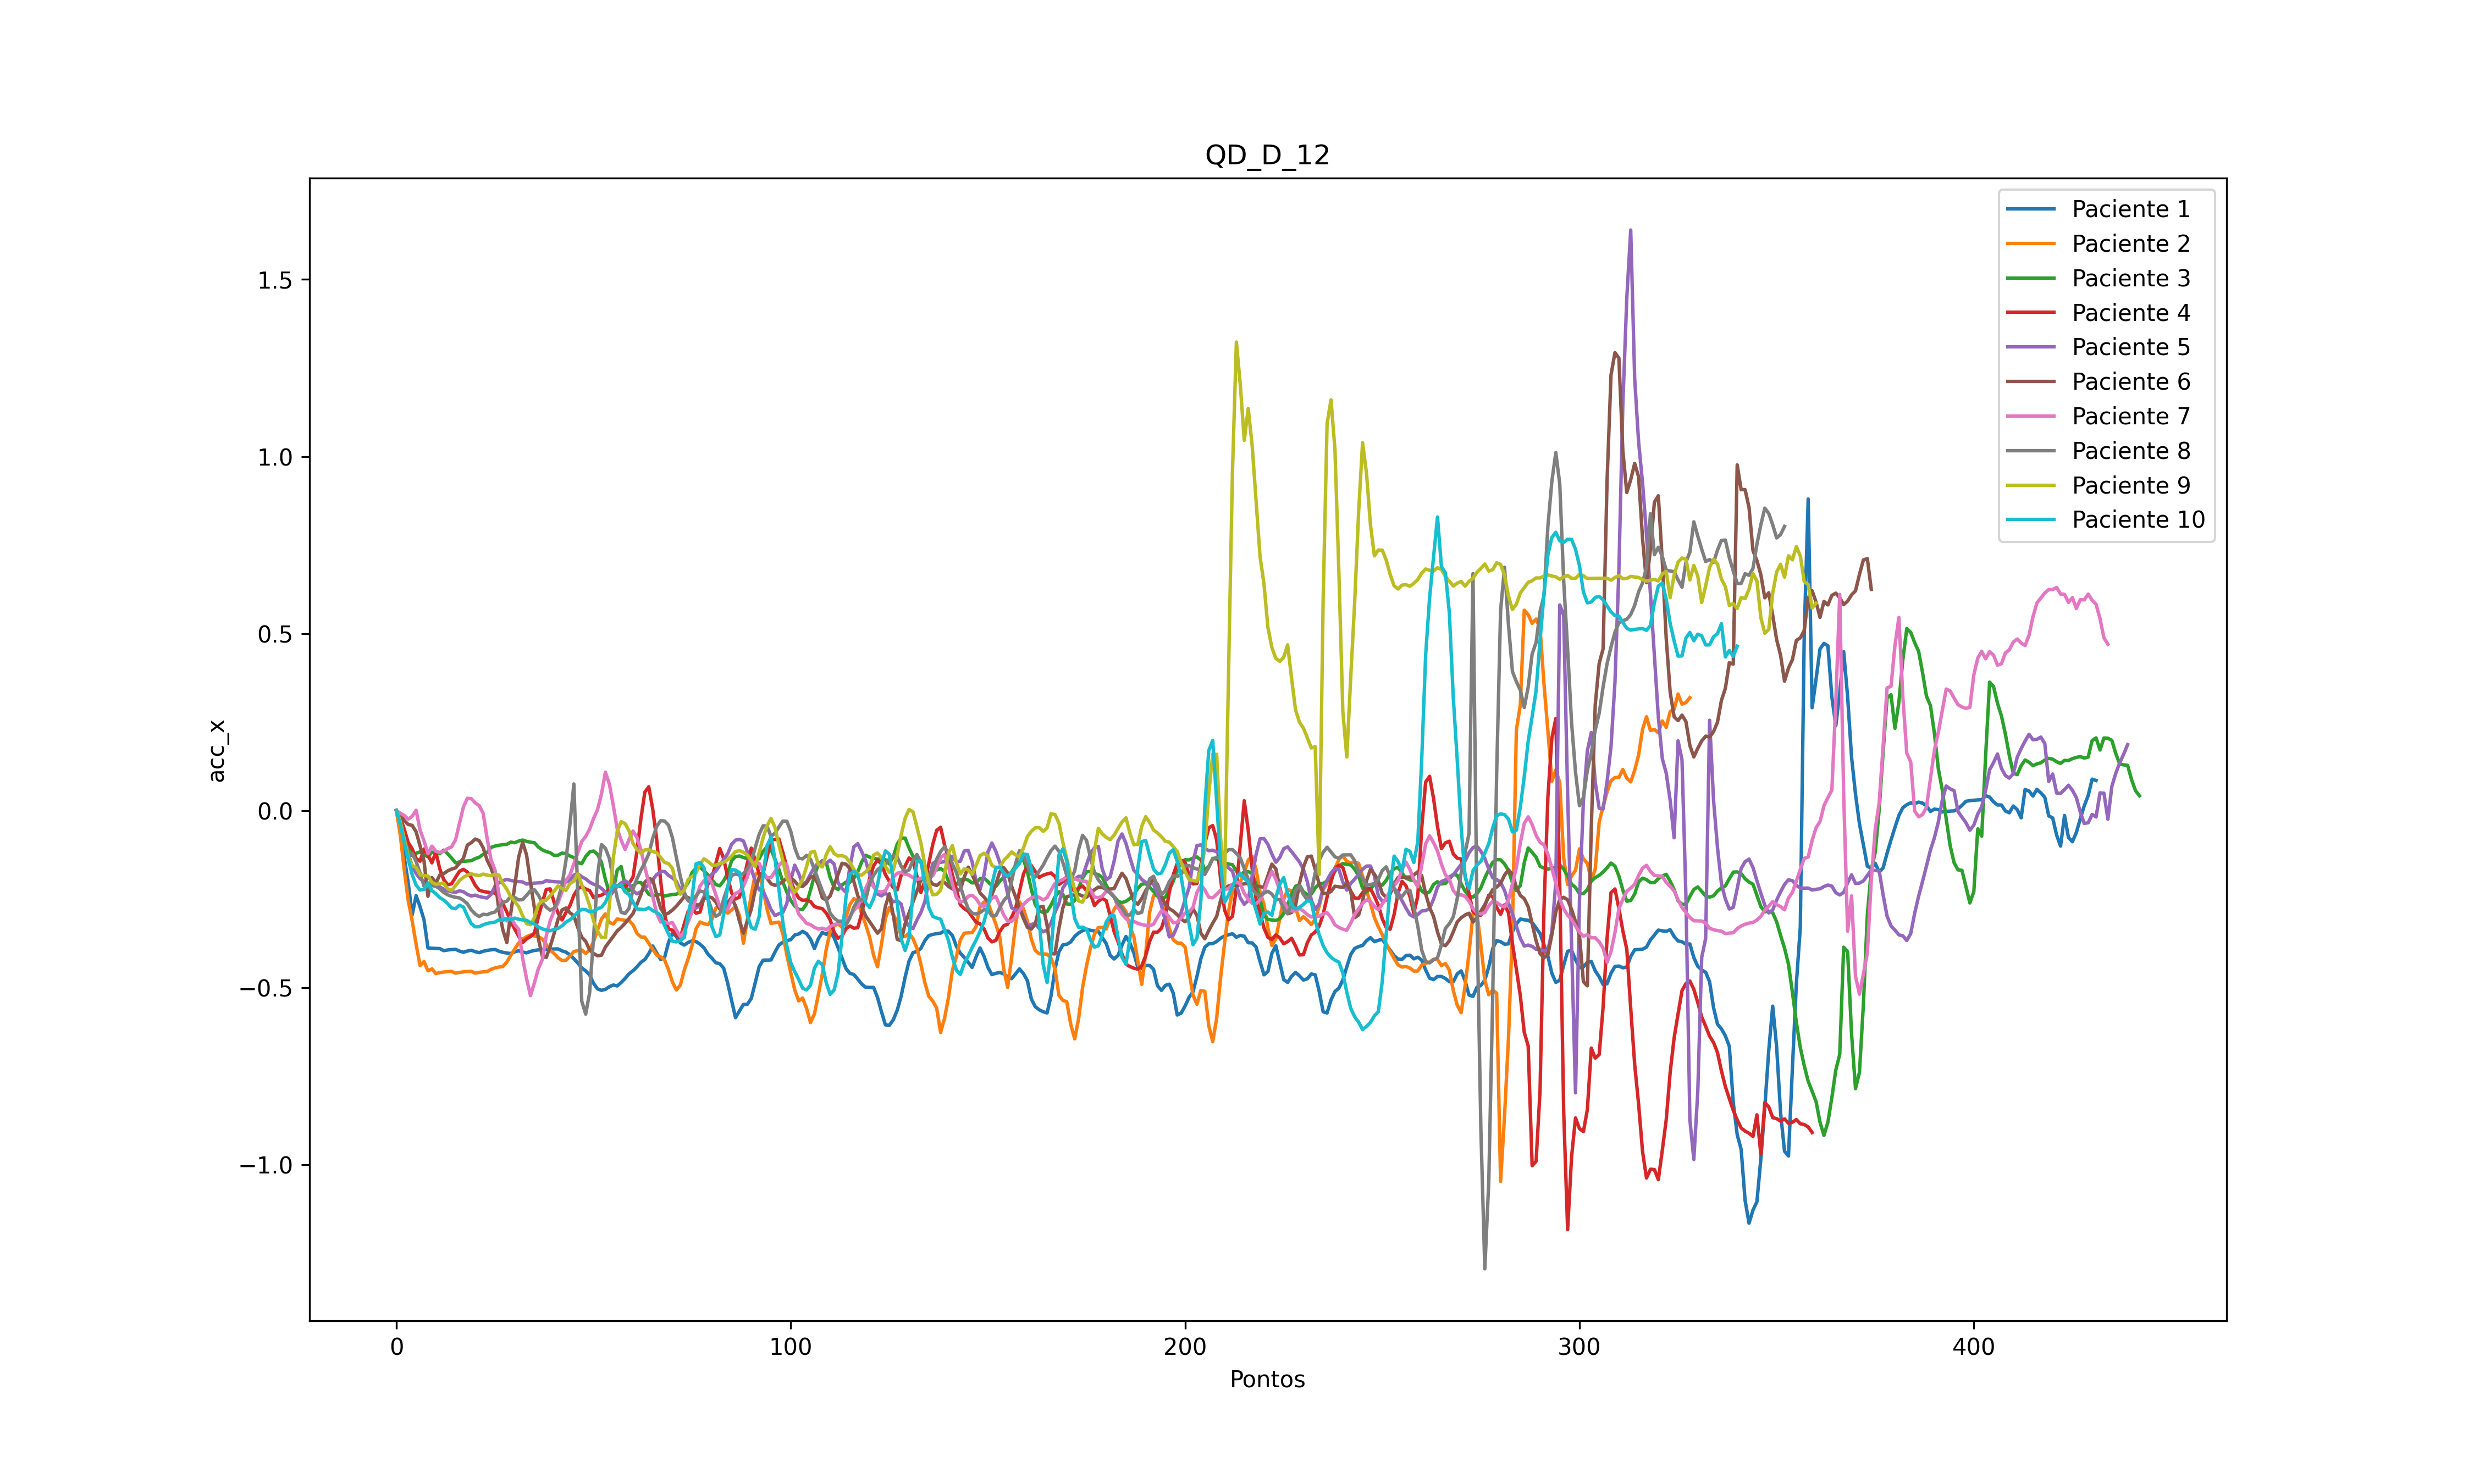 QD_D_12
acc_x
1.5
1.0
0.5
0.0
−0.5
−1.0
0
100
200
300
400
Pontos
Paciente 1
Paciente 2
Paciente 3
Paciente 4
Paciente 5
Paciente 6
Paciente 7
Paciente 8
Paciente 9
Paciente 10